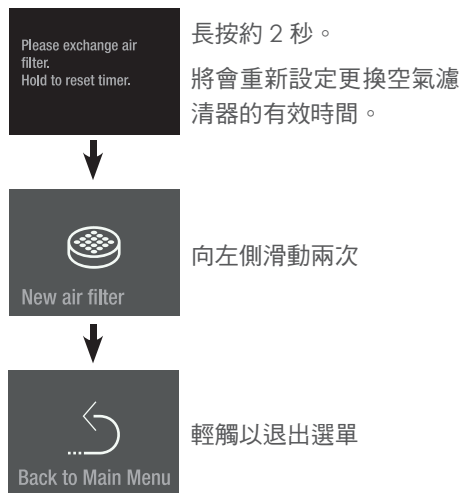 Please exchange air
filter.
Hold to reset timer.
長按約 2 秒。
將會重新設定更換空氣濾
清器的有效時間。
New air filter
向左側滑動兩次
Back to Main Menu
輕觸以退出選單